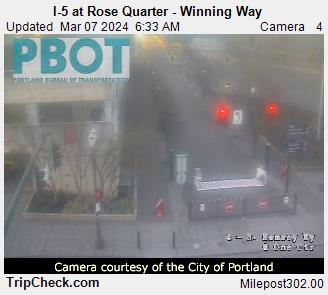 I-5 at Rose Quarter - Winning Way
Updated Mar 07 2024 6:33 AM Camera 4
PBOT
PORTLAND BUREAU OF TRANSPORTATION
Camera courtesy of the City of Portland
TripCheck.com Milepost302.00